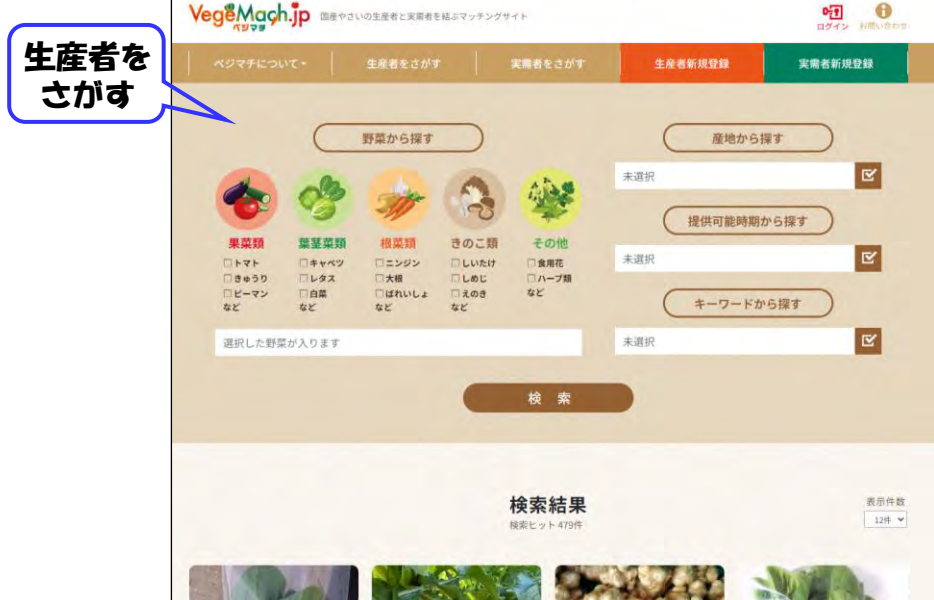 生産者を
さがす
VegeMach.jp
ベジマチ
国産やさいの生産者と実需者を結ぶマッチングサイト
ログイン
お問い合わせ
ベジマチについて
生産者をさがす
実需者をさがす
生産者新規登録
実需者新規登録
野菜から探す
果菜類
□トマト
□きゅうり
□ピーマン
など
葉茎菜類
□キャベツ
□レタス
□白菜
など
根菜類
□ニンジン
□大根
□ばれいしょ
など
きのこ類
□しいたけ
□しめじ
□えのき
など
その他
□食用花
□ハーブ類
など
選択した野菜が入ります
産地から探す
未選択
提供可能時期から探す
未選択
キーワードから探す
未選択
検 索
検索結果
検索ヒット 479件
表示件数
12件